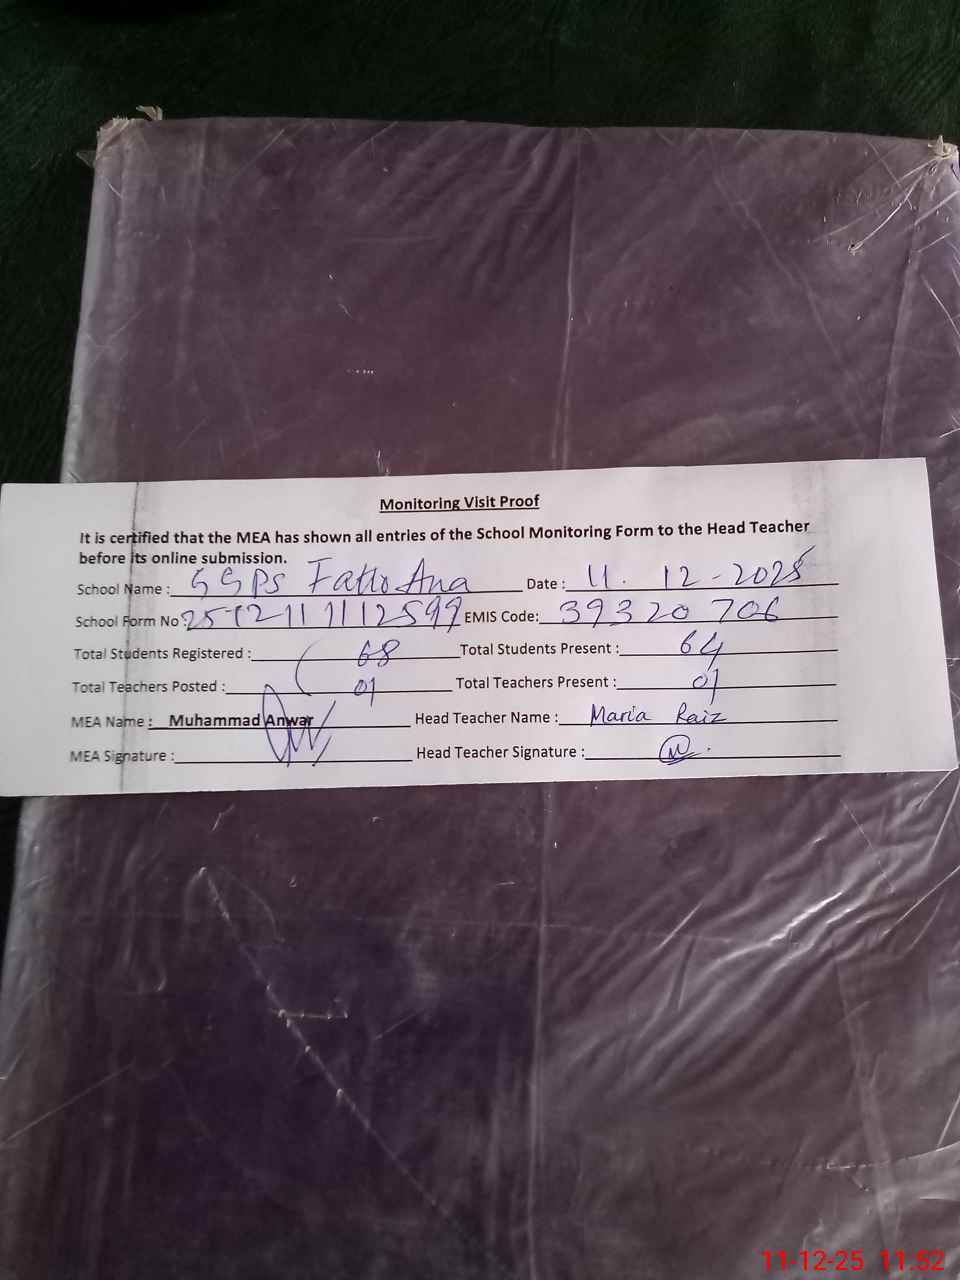 Monitoring Visit Proof
It is certified that the MEA has shown all entries of the School Monitoring Form to the Head Teacher
before its online submission.
School Name : GGPS Fatto Ana Date : 11.12-2025
School Form No : EMIS Code: 39320706
Total Students Registered : 68 Total Students Present : 64
Total Teachers Posted : 01 Total Teachers Present : 01
MEA Name : Muhammad Anwar Head Teacher Name : Maria Raiz
MEA Signature : Head Teacher Signature :
11-12-25 11:52